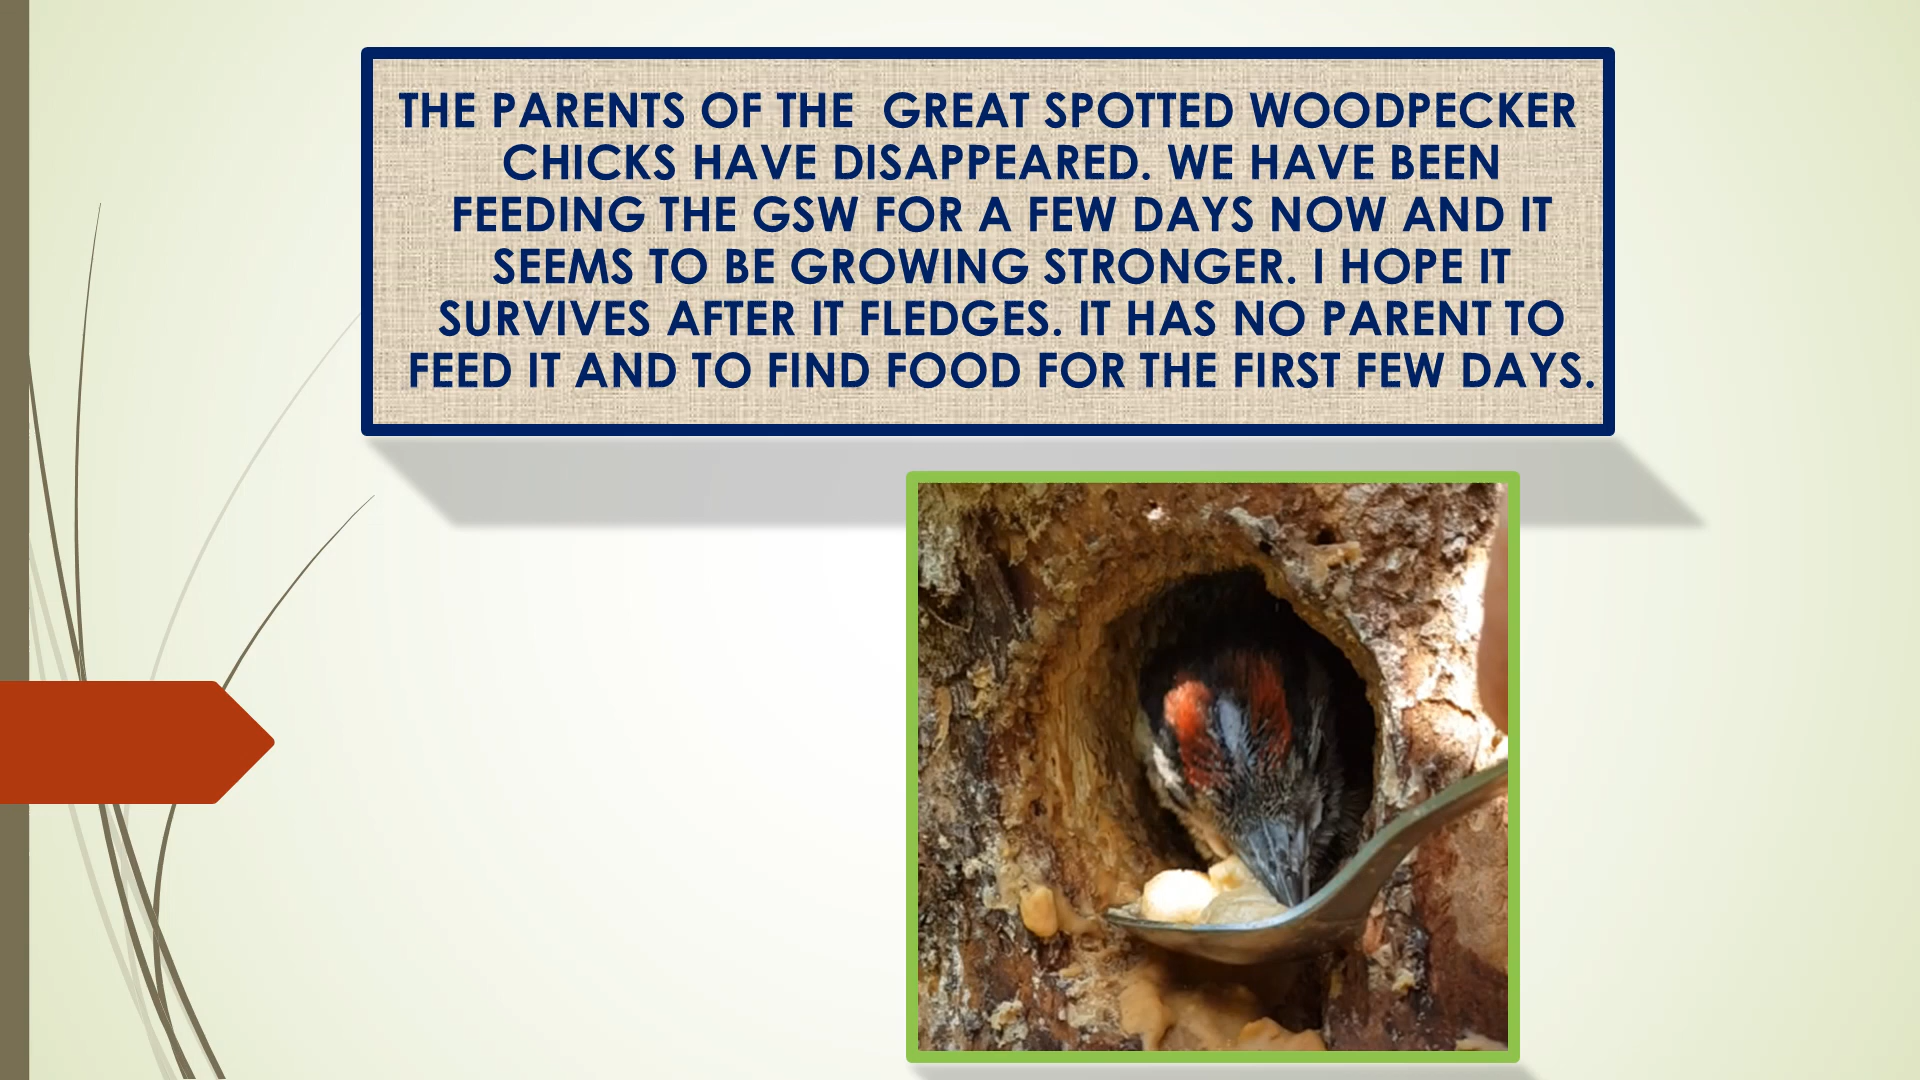 THE PARENTS OF THE  GREAT SPOTTED WOODPECKER
CHICKS HAVE DISAPPEARED. WE HAVE BEEN
FEEDING THE GSW FOR A FEW DAYS NOW AND IT
SEEMS TO BE GROWING STRONGER. I HOPE IT
SURVIVES AFTER IT FLEDGES. IT HAS NO PARENT TO
FEED IT AND TO FIND FOOD FOR THE FIRST FEW DAYS.